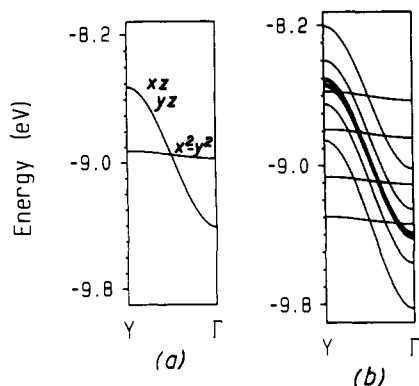 Energy (eV)
-8.2
-9.0
-9.8
xz
yz
x²-y²
Y Γ
(a)
-8.2
-9.0
-9.8
Y Γ
(b)